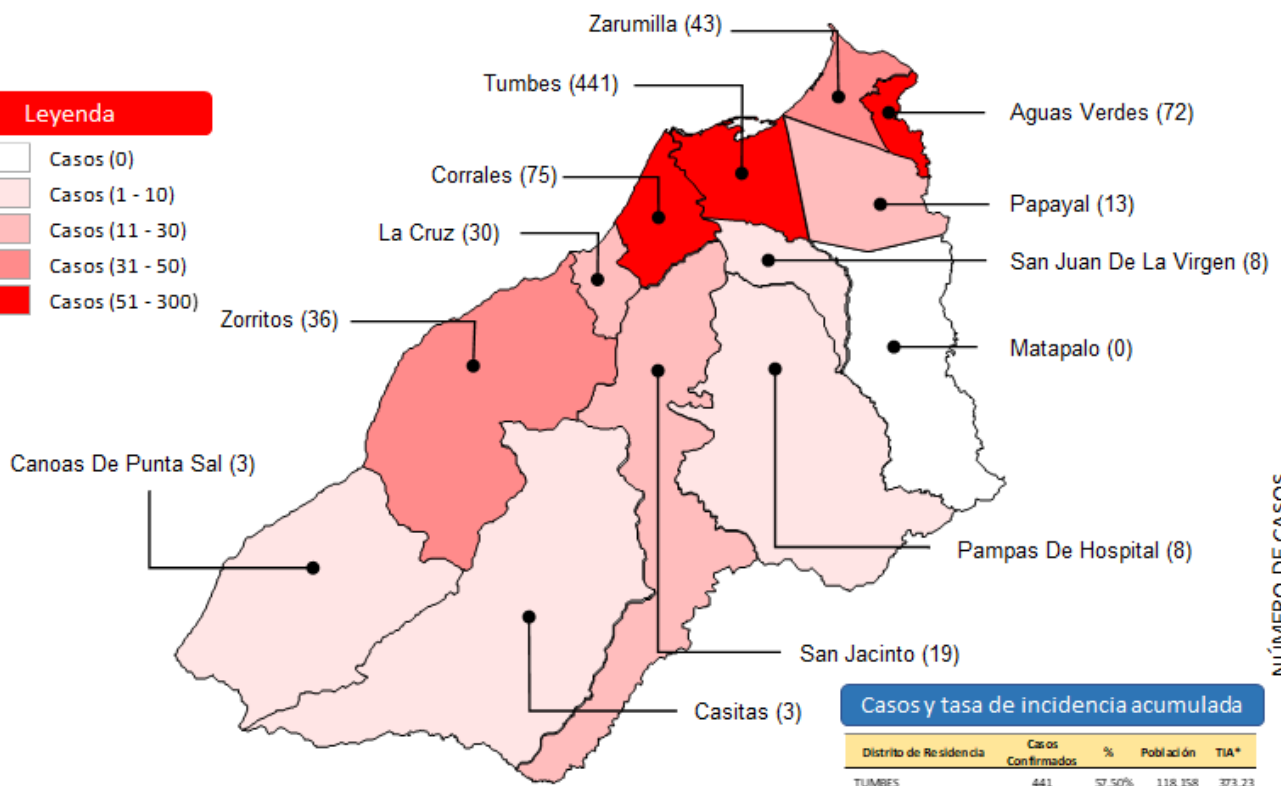 Zarumilla (43)
Tumbes (441)
Leyenda
Aguas Verdes (72)
Casos (0)
Casos (1 - 10)
Casos (11 - 30)
Casos (31 - 50)
Casos (51 - 300)
Corrales (75)
Papayal (13)
La Cruz (30)
San Juan De La Virgen (8)
Zorritos (36)
Matapalo (0)
Canoas De Punta Sal (3)
Pampas De Hospital (8)
San Jacinto (19)
Casitas (3)
NÚMERO DE CASOS
Casos y tasa de incidencia acumulada
Distrito de Residencia Casos Confirmados % Población TIA*
TUMBES 441 57.50% 118 158 373.23